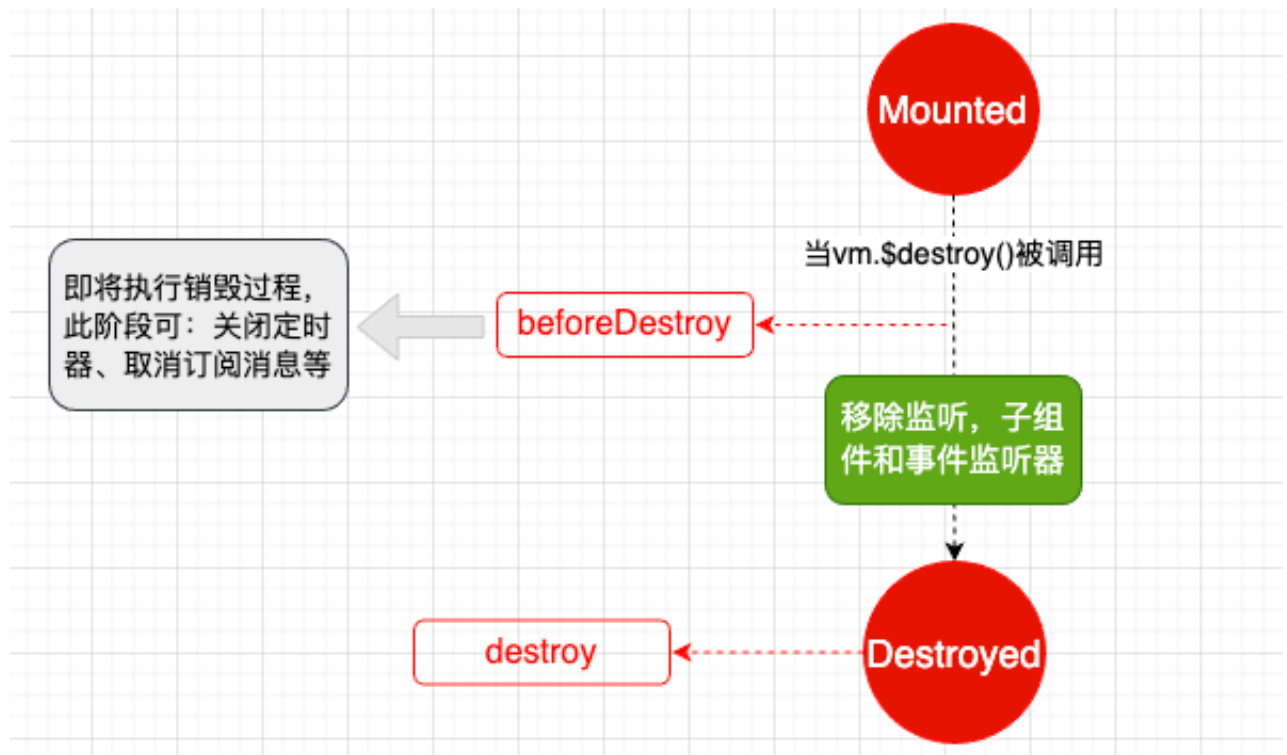 Mounted
当vm.$destroy()被调用
即将执行销毁过程,
此阶段可：关闭定时
器、取消订阅消息等
beforeDestroy
移除监听，子组
件和事件监听器
destroy
Destroyed